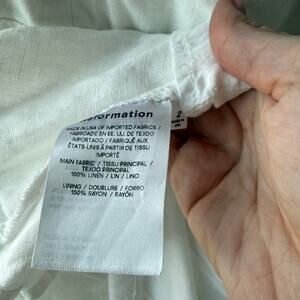 Reformation
MADE IN USA OF IMPORTED FABRICS /
FABRICADO EN EE. UU. DE TEJIDO
IMPORTADO / FABRIQUÉ AUX
ÉTATS-UNIS À PARTIR DE TISSU
IMPORTÉ
MAIN FABRIC / TISSU PRINCIPAL /
TEJIDO PRINCIPAL
100% LINEN / LIN / LINO
LINING / DOUBLURE / FORRO
100% RAYON / RAYÓN
2